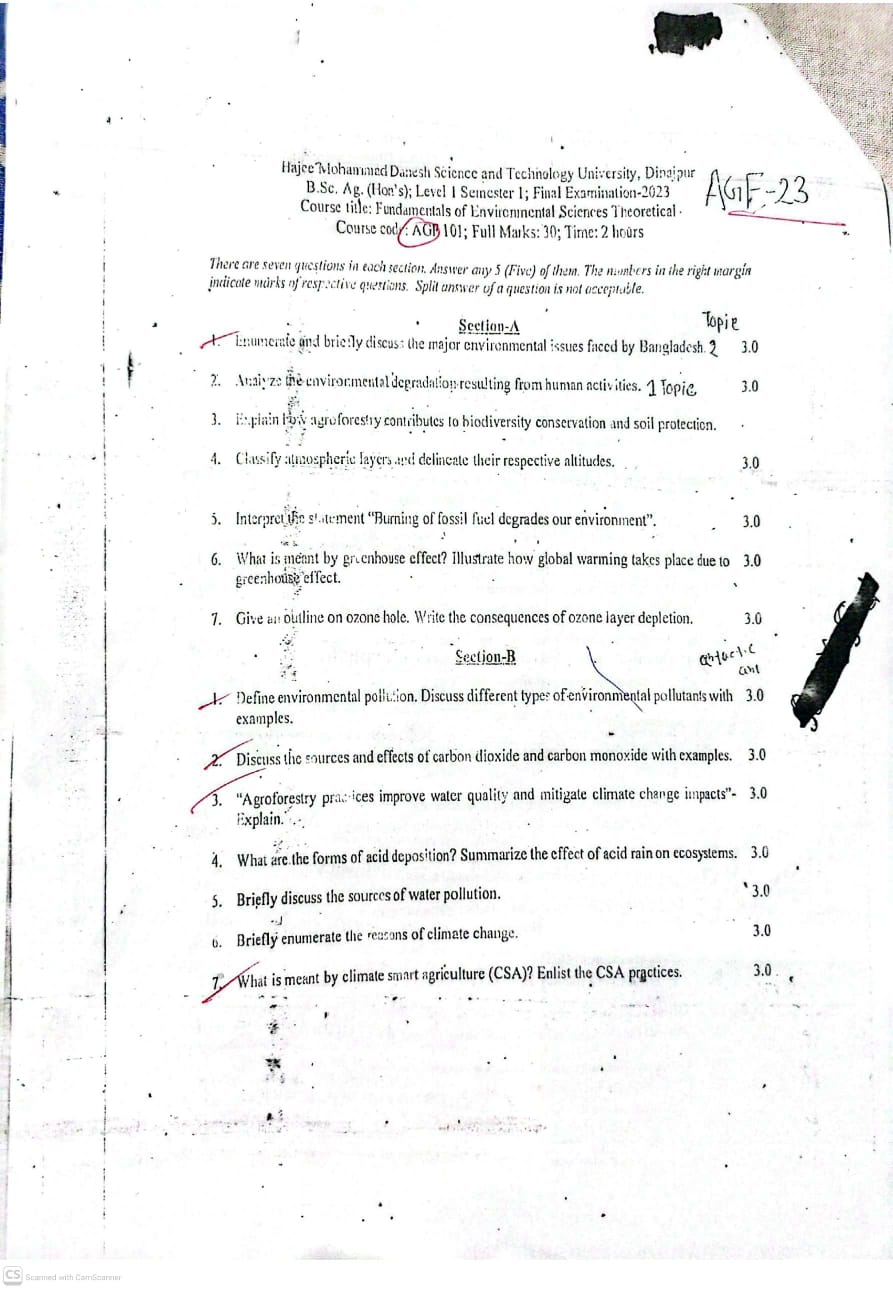 Hajee Mohammed Danesh Science and Technology University, Dinajpur
B.Sc. Ag. (Hon's); Level 1 Semester 1; Final Examination-2023
AGF-23
Course title: Fundamentals of Environmental Sciences Theoretical
Course code: AGF 101; Full Marks: 30; Time: 2 hours
There are seven questions in each section. Answer any 5 (Five) of them. The numbers in the right margin
indicate marks of respective questions. Split answer of a question is not acceptable.
Section-A
Topic
1. Enumerate and briefly discuss the major environmental issues faced by Bangladesh. 2 3.0
2. Analyze the environmental degradation resulting from human activities. 1 Topic 3.0
3. Explain how agroforestry contributes to biodiversity conservation and soil protection.
4. Classify atmospheric layers and delineate their respective altitudes. 3.0
5. Interpret the statement “Burning of fossil fuel degrades our environment”. 3.0
6. What is meant by greenhouse effect? Illustrate how global warming takes place due to 3.0
greenhouse effect.
7. Give an outline on ozone hole. Write the consequences of ozone layer depletion. 3.0
Section-B
1. Define environmental pollution. Discuss different types of environmental pollutants with 3.0
examples.
2. Discuss the sources and effects of carbon dioxide and carbon monoxide with examples. 3.0
3. “Agroforestry practices improve water quality and mitigate climate change impacts”- 3.0
Explain.
4. What are the forms of acid deposition? Summarize the effect of acid rain on ecosystems. 3.0
5. Briefly discuss the sources of water pollution. 3.0
6. Briefly enumerate the reasons of climate change. 3.0
7. What is meant by climate smart agriculture (CSA)? Enlist the CSA practices. 3.0
CS Scanned with CamScanner